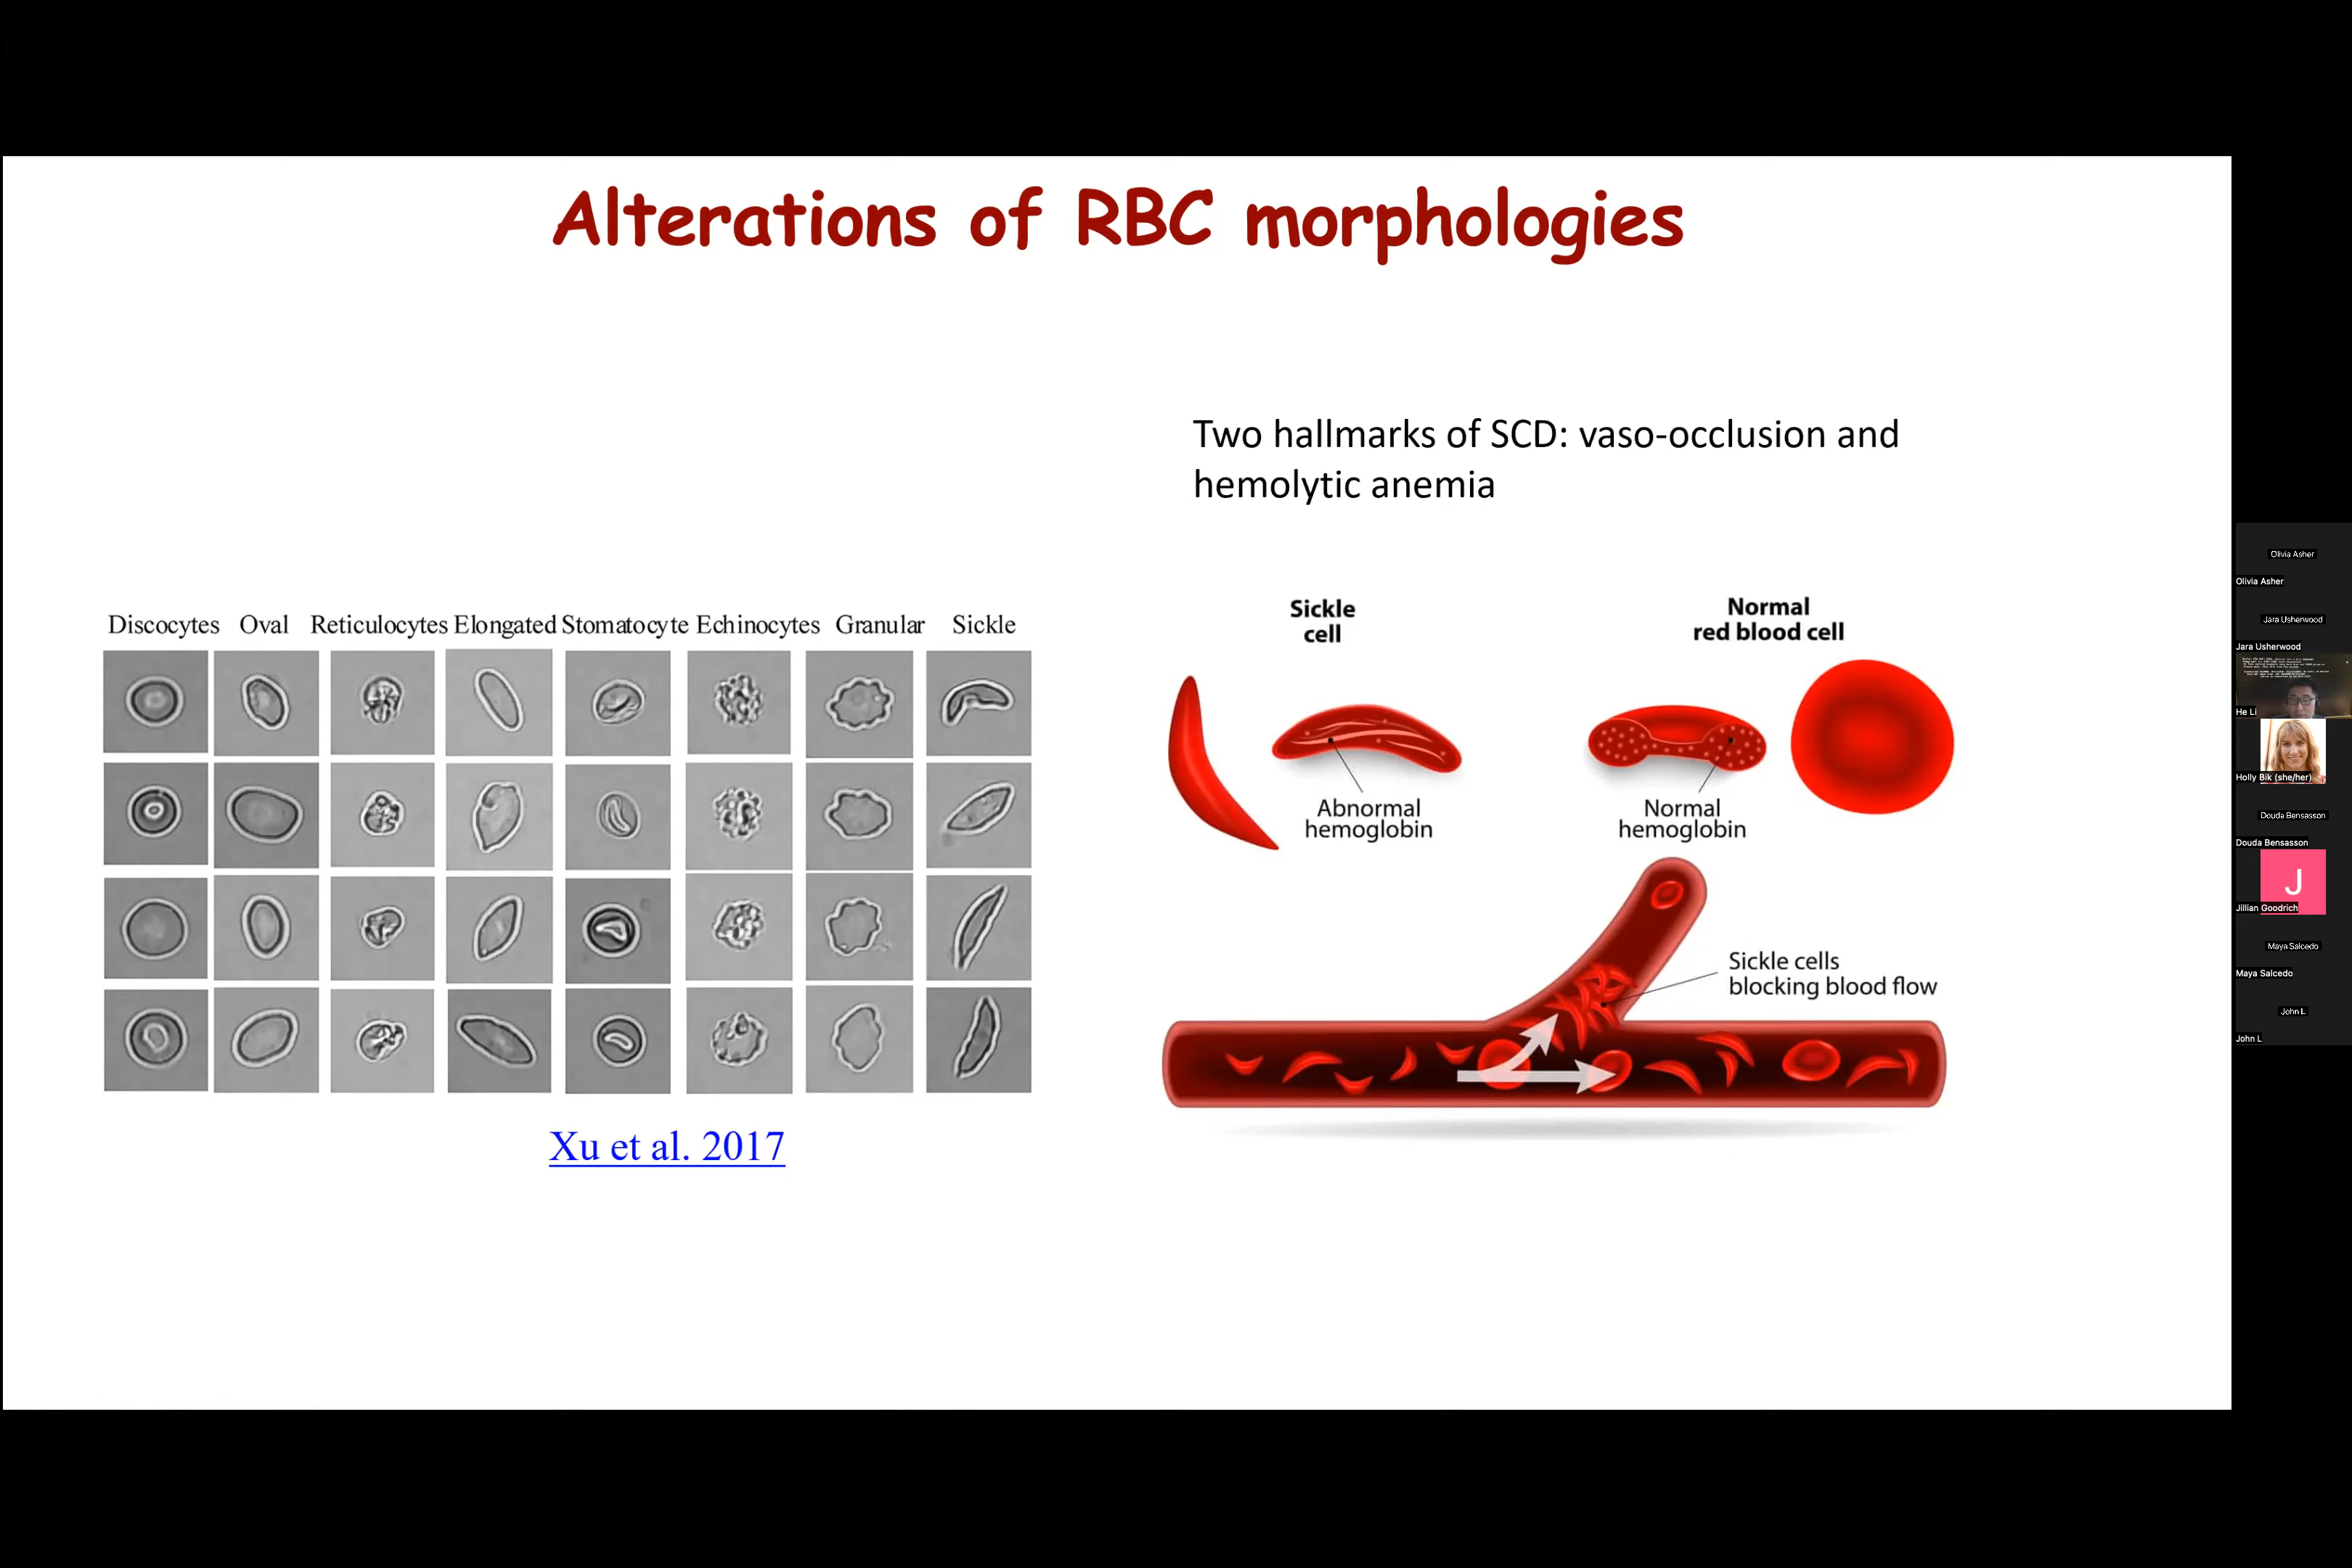 Alterations of RBC morphologies
Two hallmarks of SCD: vaso-occlusion and
hemolytic anemia
Discocytes Oval Reticulocytes Elongated Stomatocyte Echinocytes Granular Sickle
Xu et al. 2017
Sickle
cell
Normal
red blood cell
Abnormal
hemoglobin
Normal
hemoglobin
Sickle cells
blocking blood flow
Olivia Asher
Olivia Asher
Jara Usherwood
Jara Usherwood
He Li
Holly Bik (she/her)
Douda Bensasson
Douda Bensasson
J
Jillian Goodrich
Maya Salcedo
Maya Salcedo
John L
John L